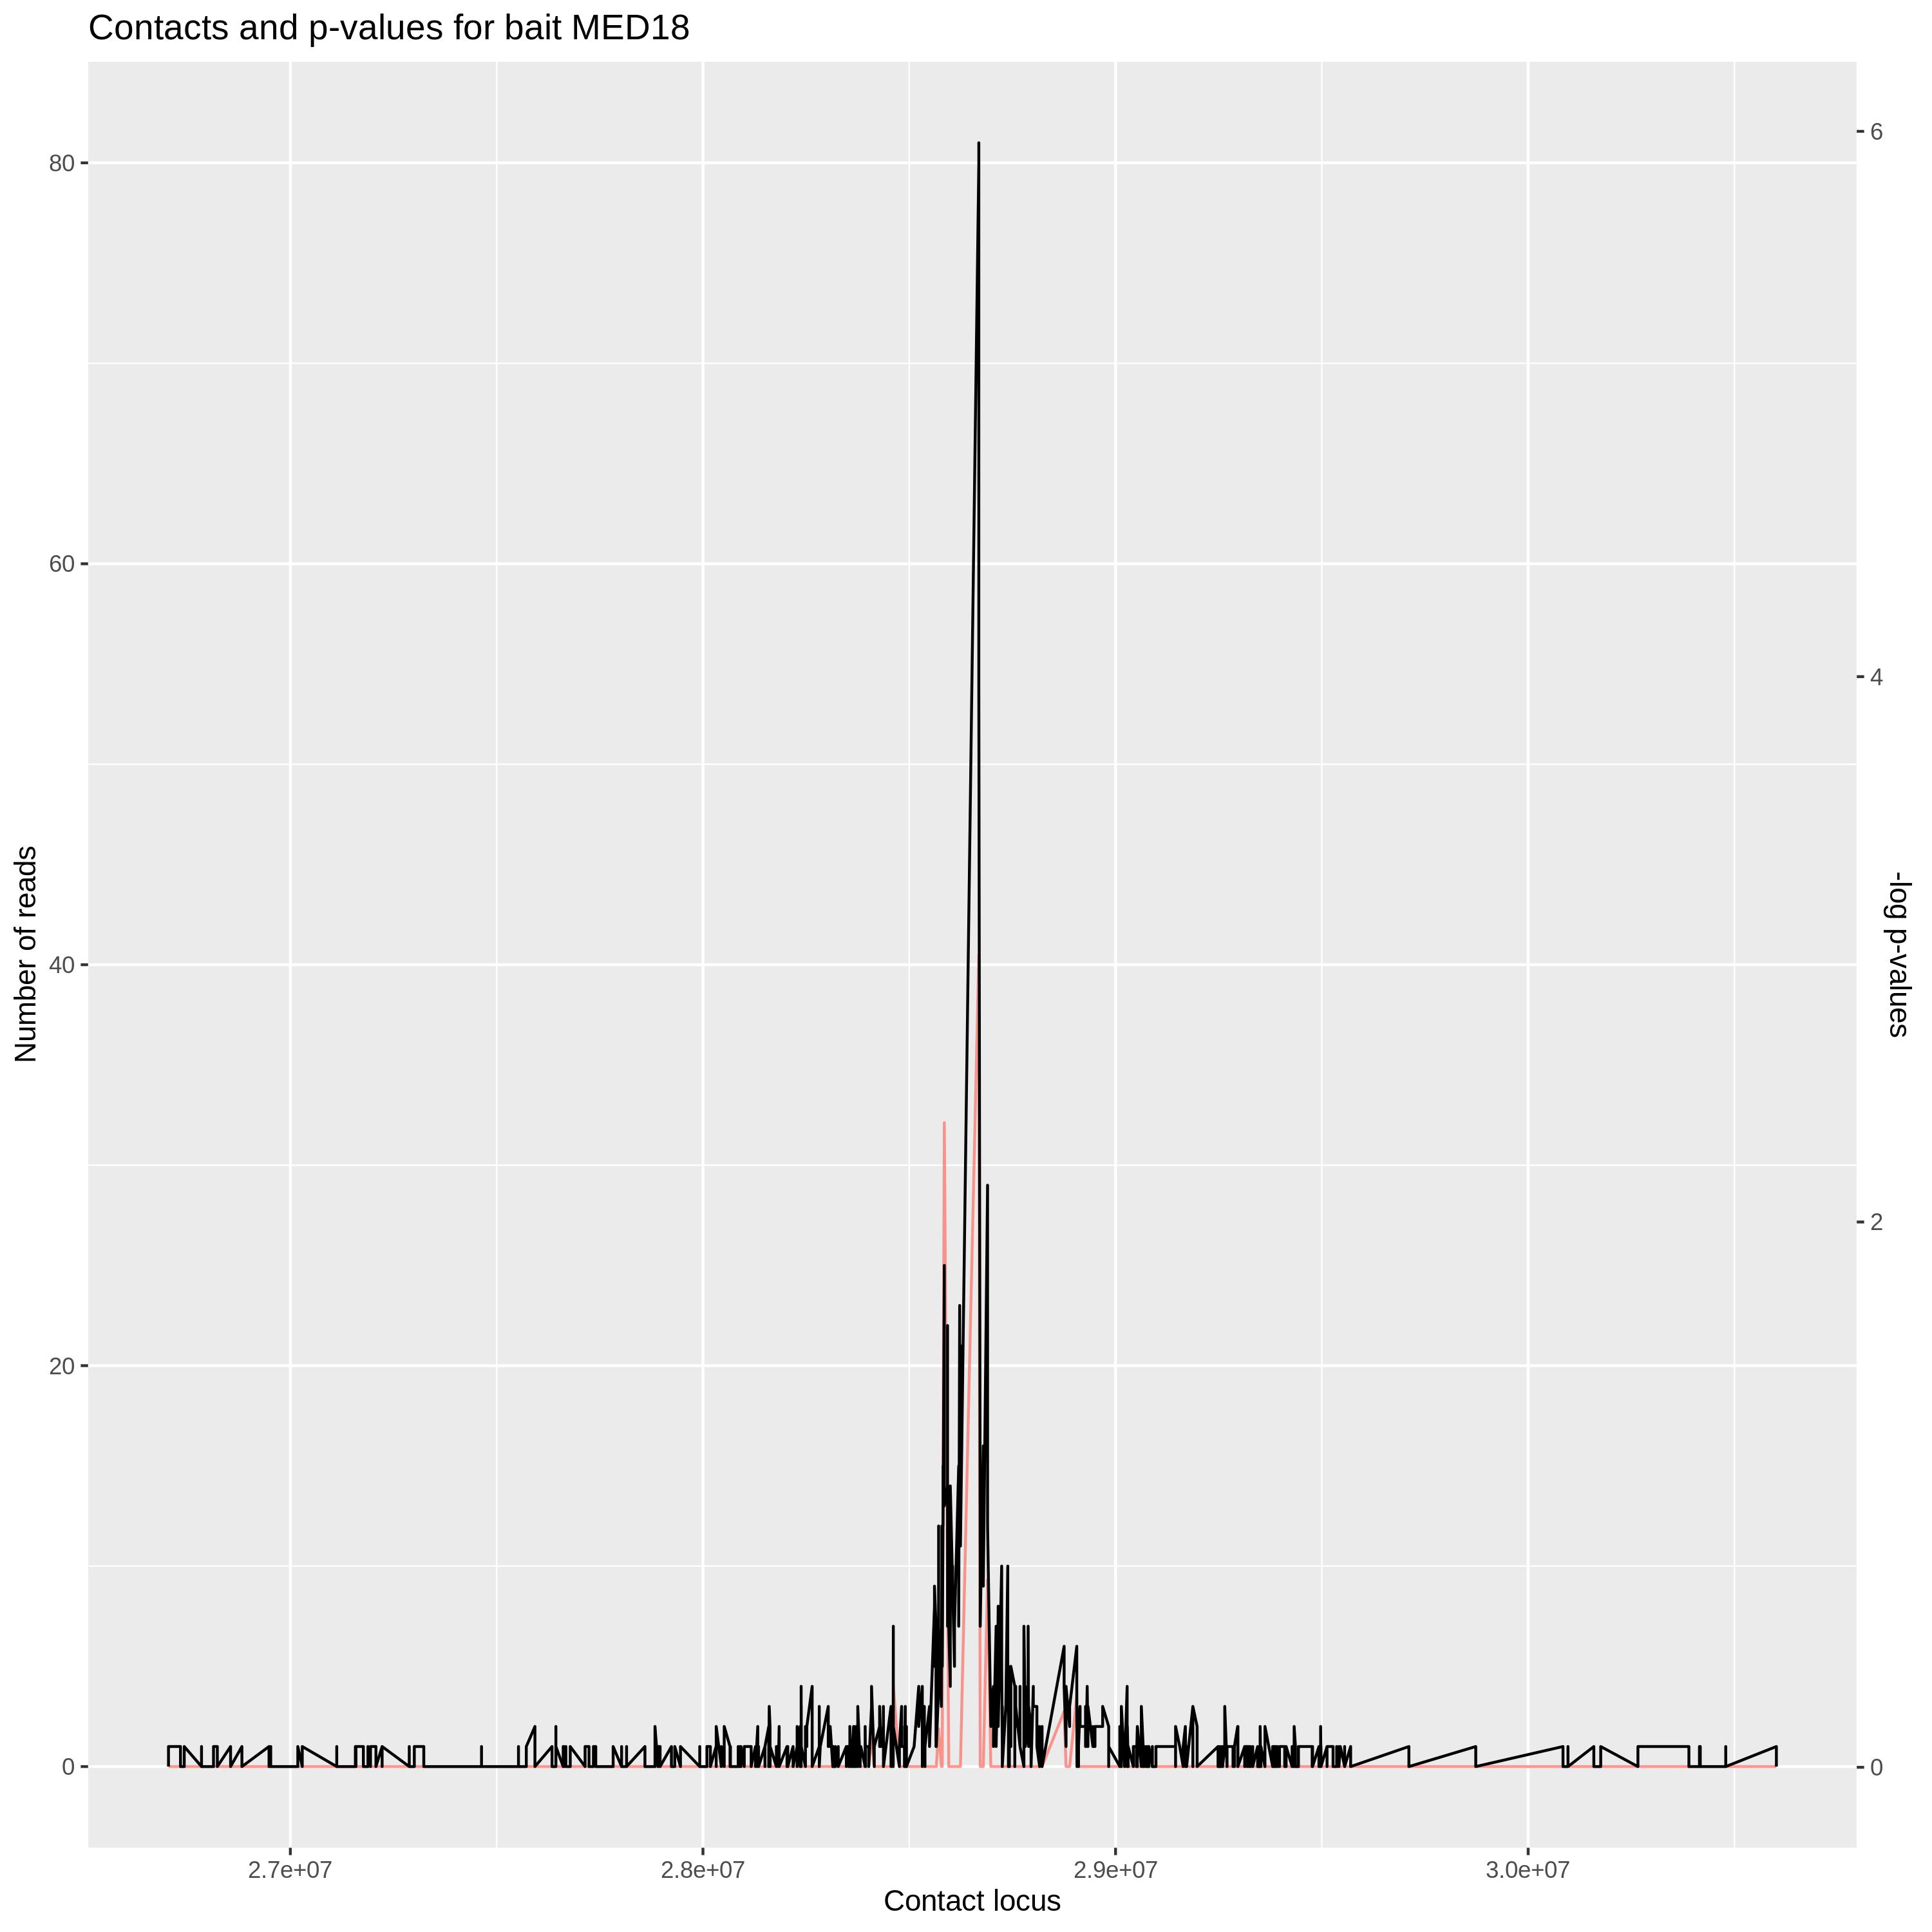 Contacts and p-values for bait MED18
80
60
40
20
0
6
4
2
0
Number of reads
-log p-values
2.7e+07
2.8e+07
2.9e+07
3.0e+07
Contact locus